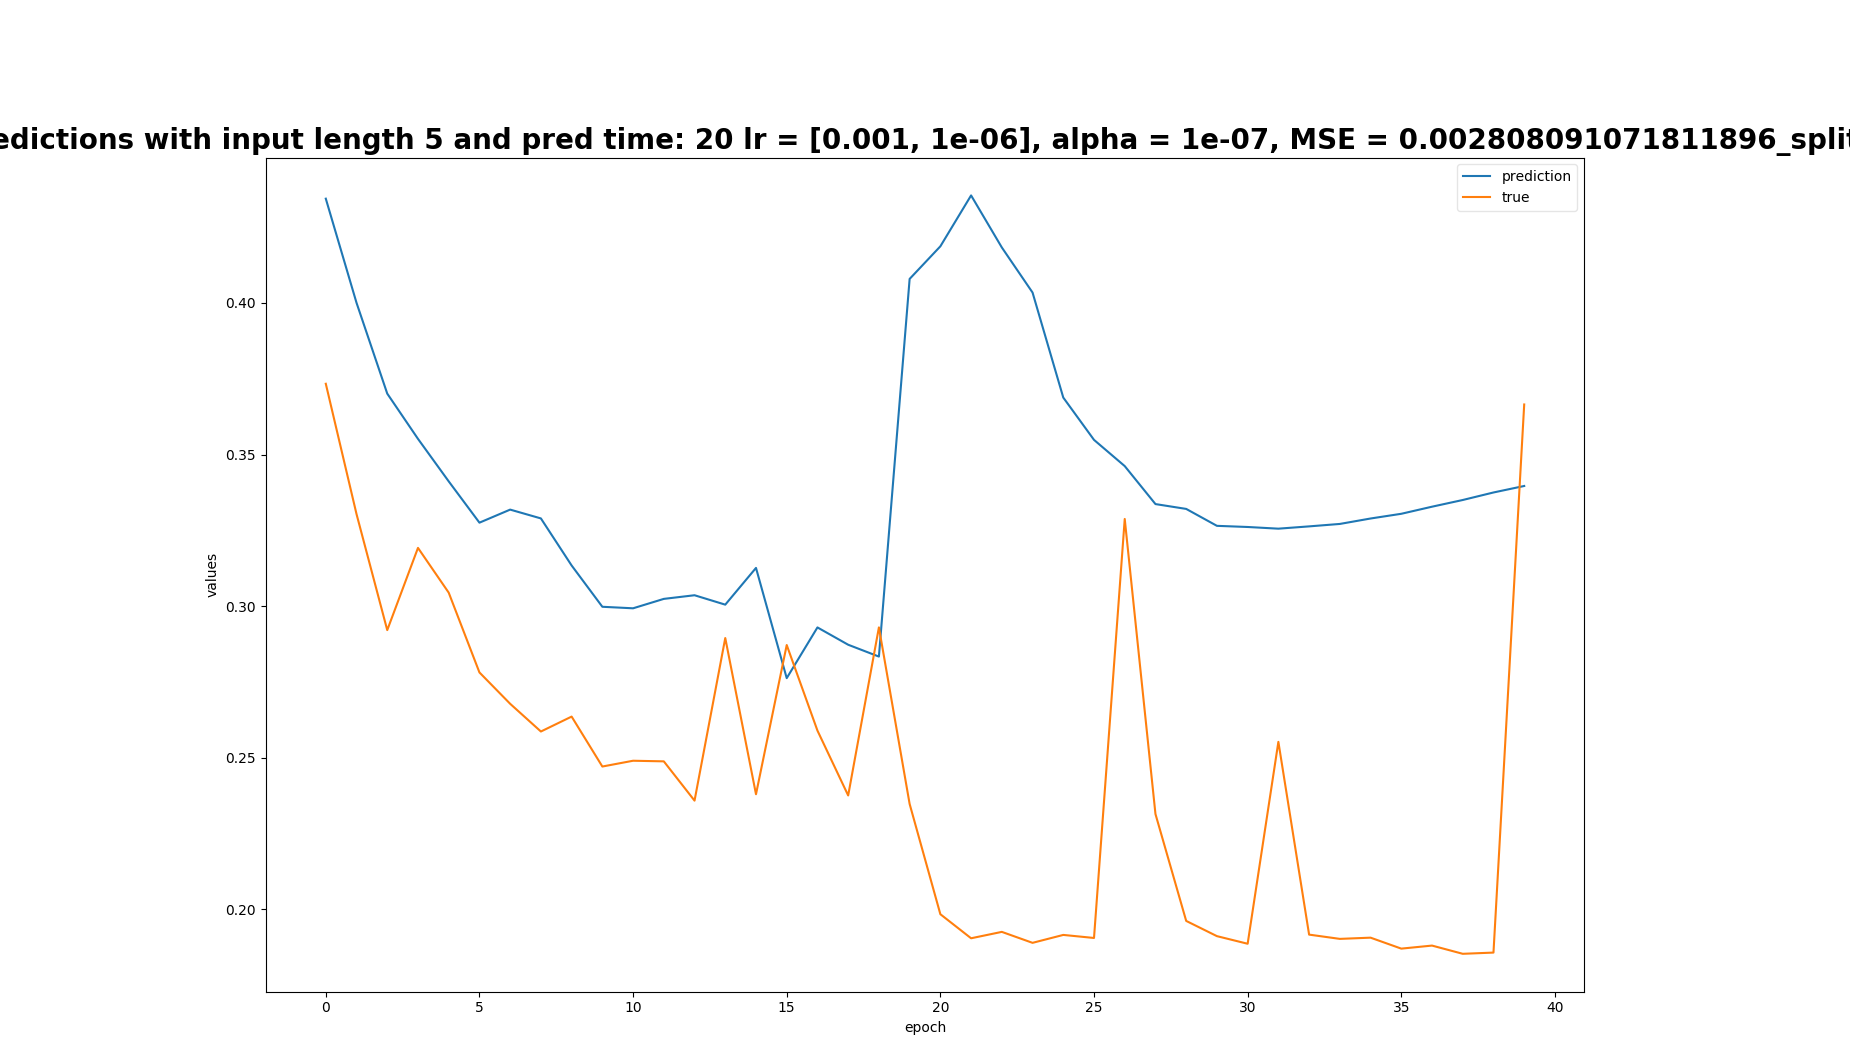 edictions with input length 5 and pred time: 20 lr = [0.001, 1e-06], alpha = 1e-07, MSE = 0.002808091071811896_split
prediction
true
0.40
0.35
0.30
0.25
0.20
values
0 5 10 15 20 25 30 35 40
epoch